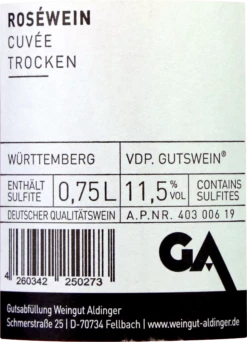 ROSÉWEIN
CUVÉE
TROCKEN
WÜRTTEMBERG
VDP. GUTSWEIN®
ENTHÄLT SULFITE
0,75L
11,5% VOL
CONTAINS SULFITES
DEUTSCHER QUALITÄTSWEIN
A.P.NR. 403 006 19
GA
4 260342 250273
Gutsabfüllung Weingut Aldinger
Schmerstraße 25 | D-70734 Fellbach | www.weingut-aldinger.de